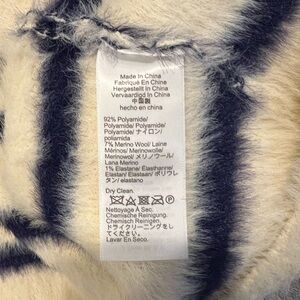 Made In China
Fabriqué En Chine
Hergestellt In China
Vervaardigd In China
中国製
hecho en china
92% Polyamide/
Polyamide/ Polyamid/
Polyamide/ ナイロン/
poliamida
7% Merino Wool/ Laine
Mérinos/ Merinowolle/
Merinowol/ メリノウール/
Lana Merino
1% Elastane/ Élasthanne/
Elastan/ Elastaan/ ポリウレ
タン/ elastano
Dry Clean.
Nettoyage À Sec.
Chemische Reinigung.
Chemisch Reinigen.
ドライクリーニングをし
てください。
Lavar En Seco.